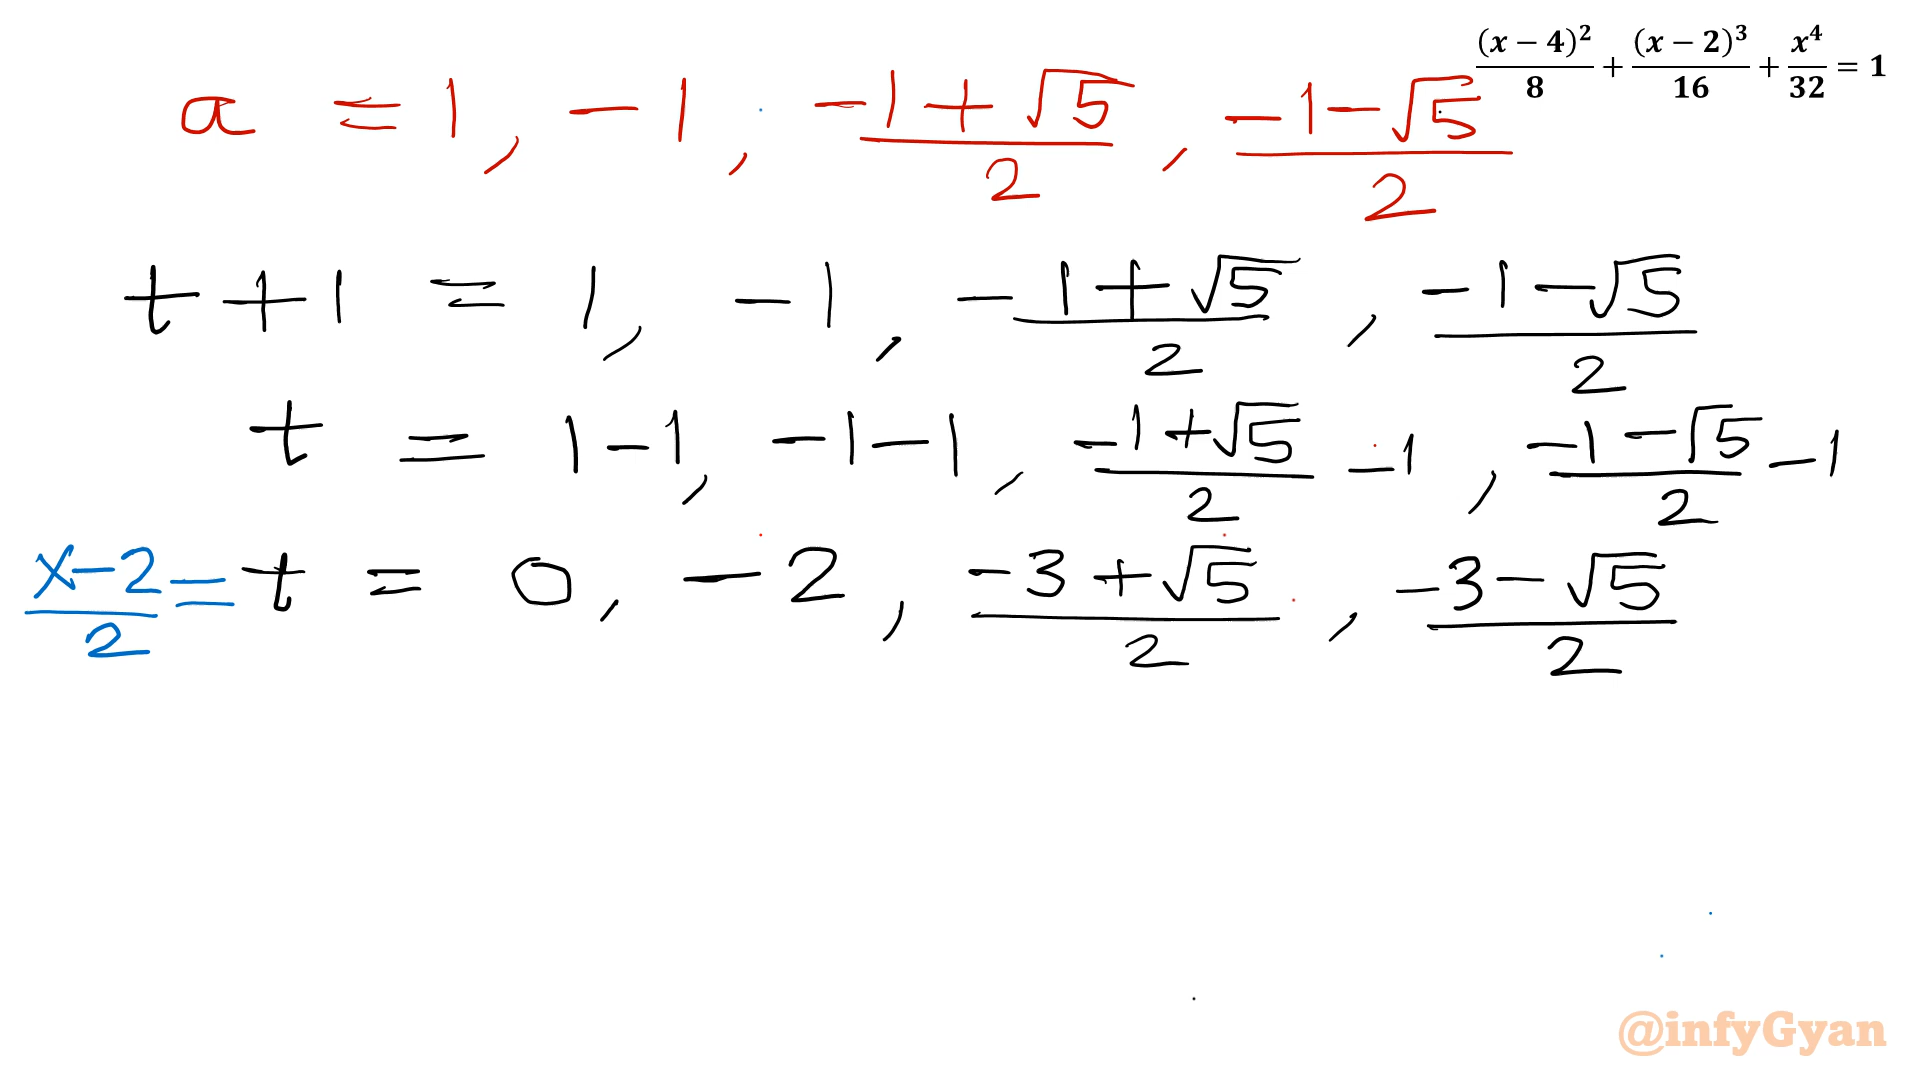 (x − 4)²/8 + (x − 2)³/16 + x⁴/32 = 1
a = 1, −1, (−1 + √5)/2, (−1 − √5)/2
t + 1 = 1, −1, (−1 + √5)/2, (−1 − √5)/2
t = 1 − 1, −1 − 1, (−1 + √5)/2 − 1, (−1 − √5)/2 − 1
(x − 2)/2 = t = 0, −2, (−3 + √5)/2, (−3 − √5)/2
@infyGyan